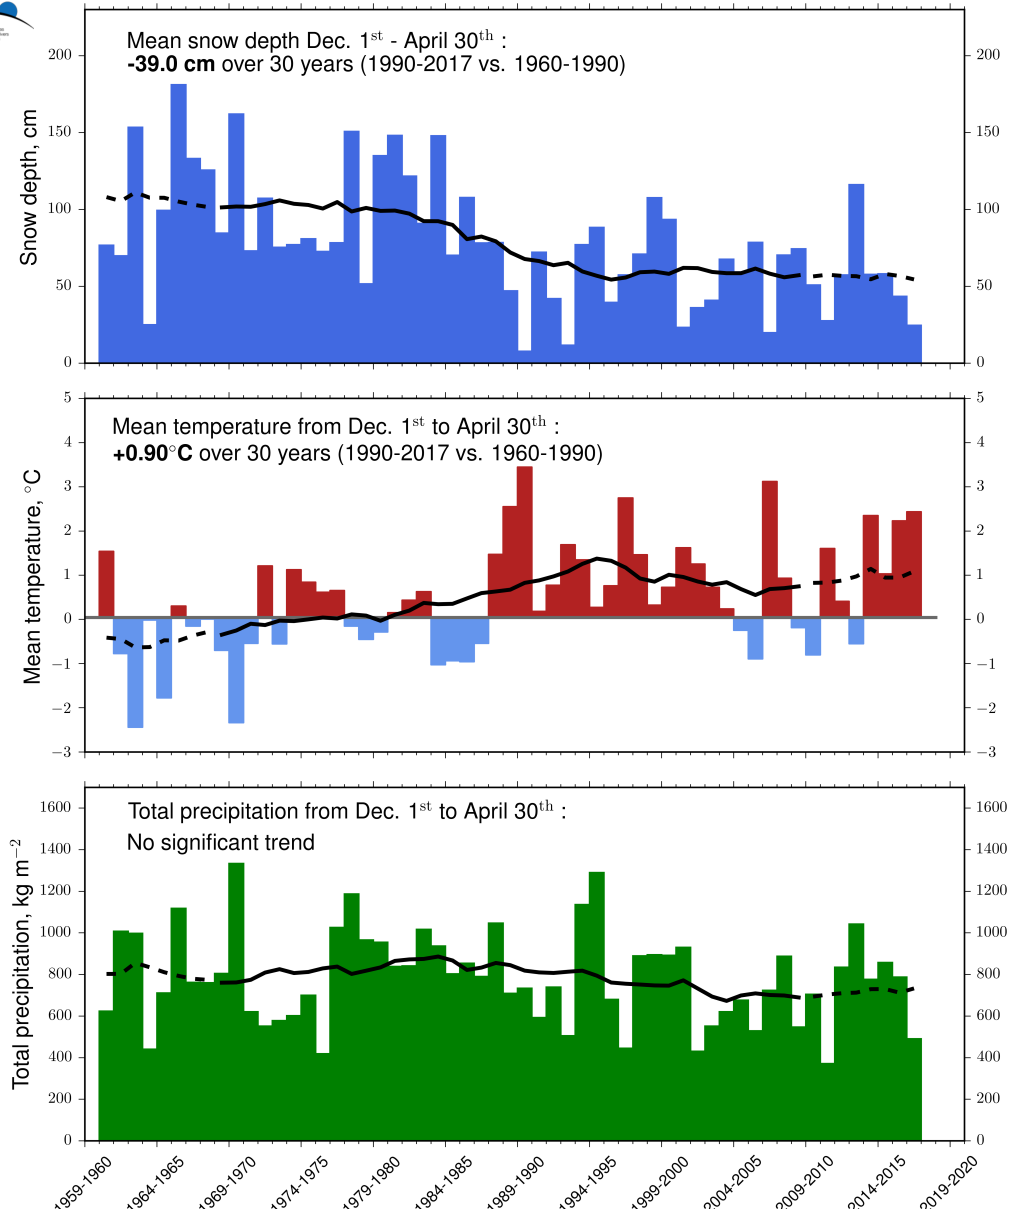 Mean snow depth Dec. 1st - April 30th :
-39.0 cm over 30 years (1990-2017 vs. 1960-1990)
Snow depth, cm
200 200
150 150
100 100
50 50
0 0
Mean temperature from Dec. 1st to April 30th :
+0.90°C over 30 years (1990-2017 vs. 1960-1990)
Mean temperature, °C
5 5
4 4
3 3
2 2
1 1
0 0
−1 −1
−2 −2
−3 −3
Total precipitation from Dec. 1st to April 30th :
No significant trend
Total precipitation, kg m−2
1600 1600
1400 1400
1200 1200
1000 1000
800 800
600 600
400 400
200 200
0 0
1959-1960 1964-1965 1969-1970 1974-1975 1979-1980 1984-1985 1989-1990 1994-1995 1999-2000 2004-2005 2009-2010 2014-2015 2019-2020